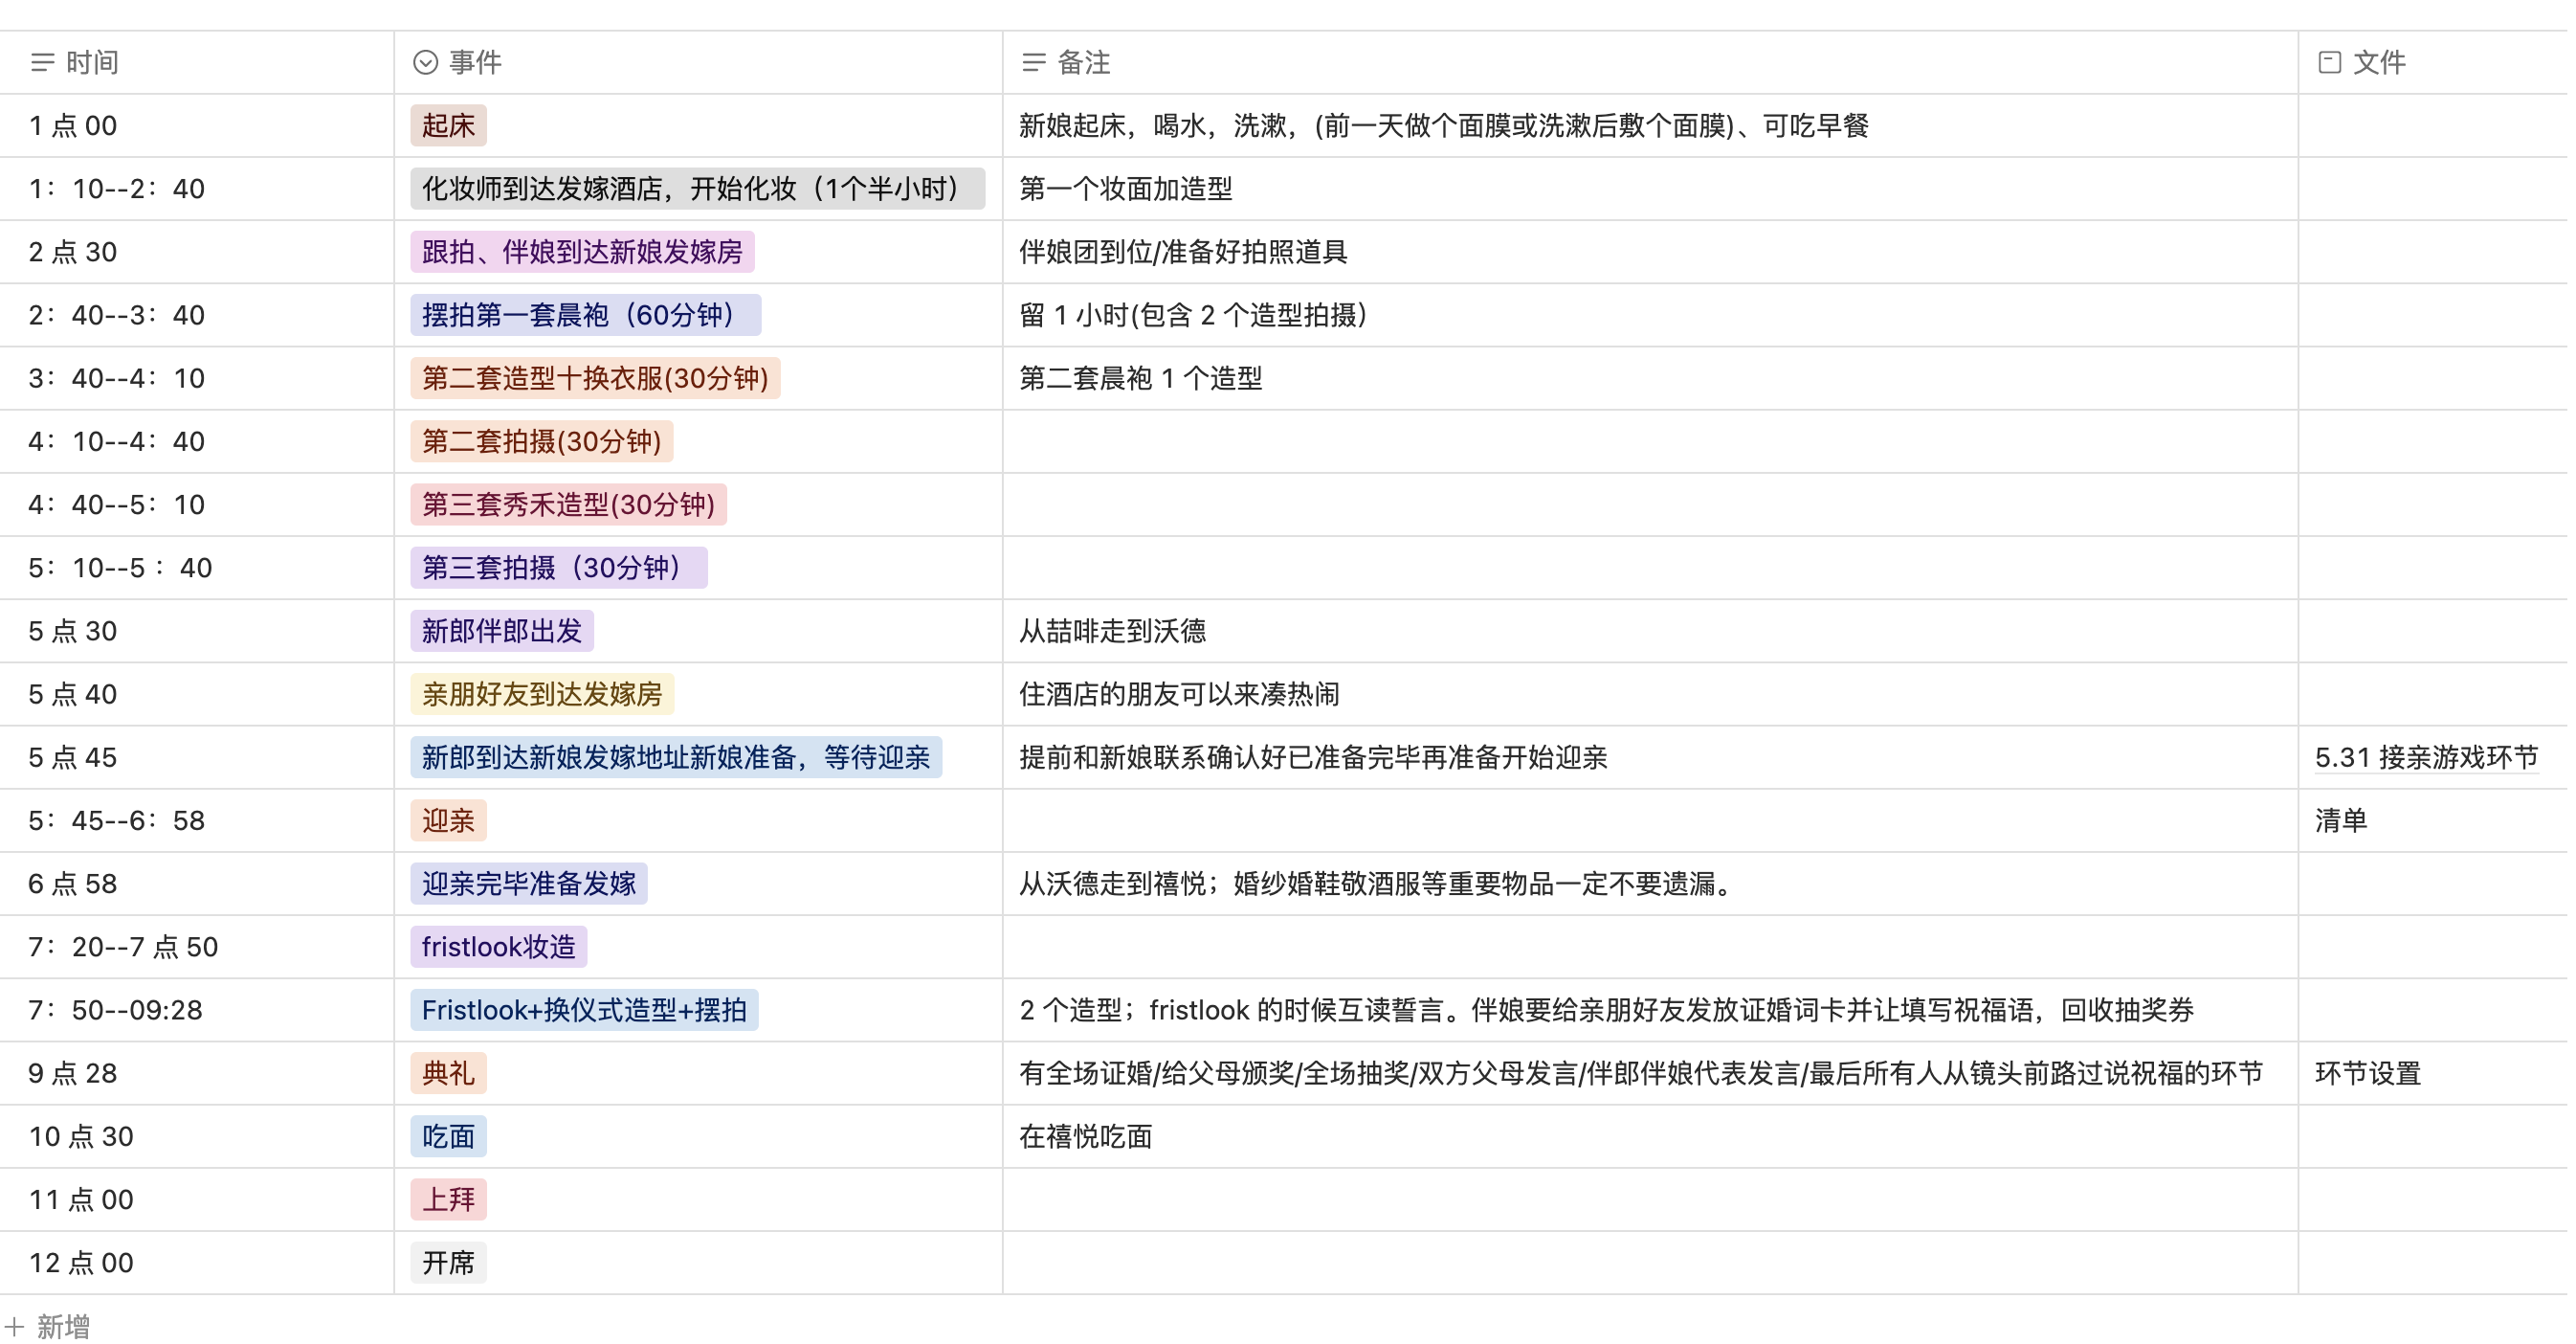 时间 事件 备注 文件
1 点 00 起床 新娘起床，喝水，洗漱，(前一天做个面膜或洗漱后敷个面膜)、可吃早餐
1：10--2：40 化妆师到达发嫁酒店，开始化妆（1个半小时） 第一个妆面加造型
2 点 30 跟拍、伴娘到达新娘发嫁房 伴娘团到位/准备好拍照道具
2：40--3：40 摆拍第一套晨袍（60分钟） 留 1 小时(包含 2 个造型拍摄）
3：40--4：10 第二套造型十换衣服(30分钟) 第二套晨袍 1 个造型
4：10--4：40 第二套拍摄(30分钟)
4：40--5：10 第三套秀禾造型(30分钟)
5：10--5 ：40 第三套拍摄（30分钟）
5 点 30 新郎伴郎出发 从喆啡走到沃德
5 点 40 亲朋好友到达发嫁房 住酒店的朋友可以来凑热闹
5 点 45 新郎到达新娘发嫁地址新娘准备，等待迎亲 提前和新娘联系确认好已准备完毕再准备开始迎亲 5.31 接亲游戏环节
5：45--6：58 迎亲 清单
6 点 58 迎亲完毕准备发嫁 从沃德走到禧悦；婚纱婚鞋敬酒服等重要物品一定不要遗漏。
7：20--7 点 50 fristlook妆造
7：50--09:28 Fristlook+换仪式造型+摆拍 2 个造型；fristlook 的时候互读誓言。伴娘要给亲朋好友发放证婚词卡并让填写祝福语，回收抽奖券
9 点 28 典礼 有全场证婚/给父母颁奖/全场抽奖/双方父母发言/伴郎伴娘代表发言/最后所有人从镜头前路过说祝福的环节 环节设置
10 点 30 吃面 在禧悦吃面
11 点 00 上拜
12 点 00 开席
新增